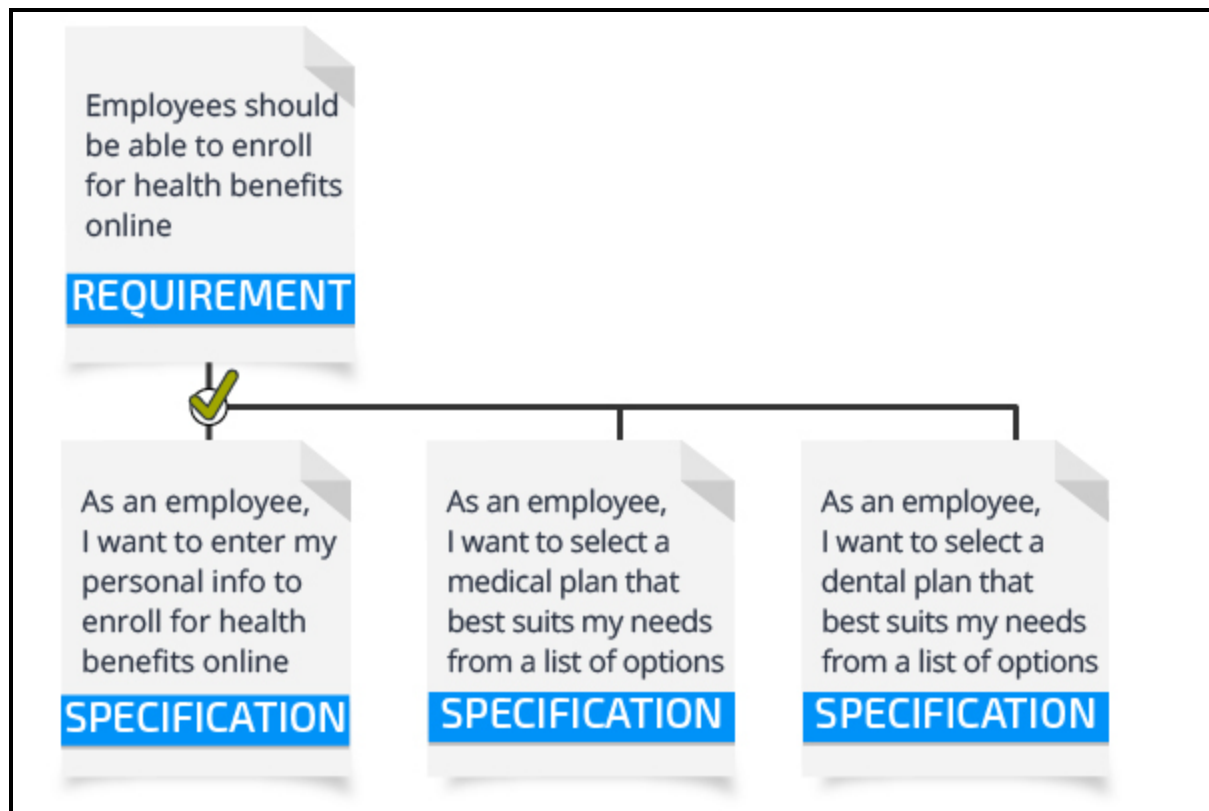 Employees should
be able to enroll
for health benefits
online
REQUIREMENT
As an employee,
I want to enter my
personal info to
enroll for health
benefits online
SPECIFICATION
As an employee,
I want to select a
medical plan that
best suits my needs
from a list of options
SPECIFICATION
As an employee,
I want to select a
dental plan that
best suits my needs
from a list of options
SPECIFICATION